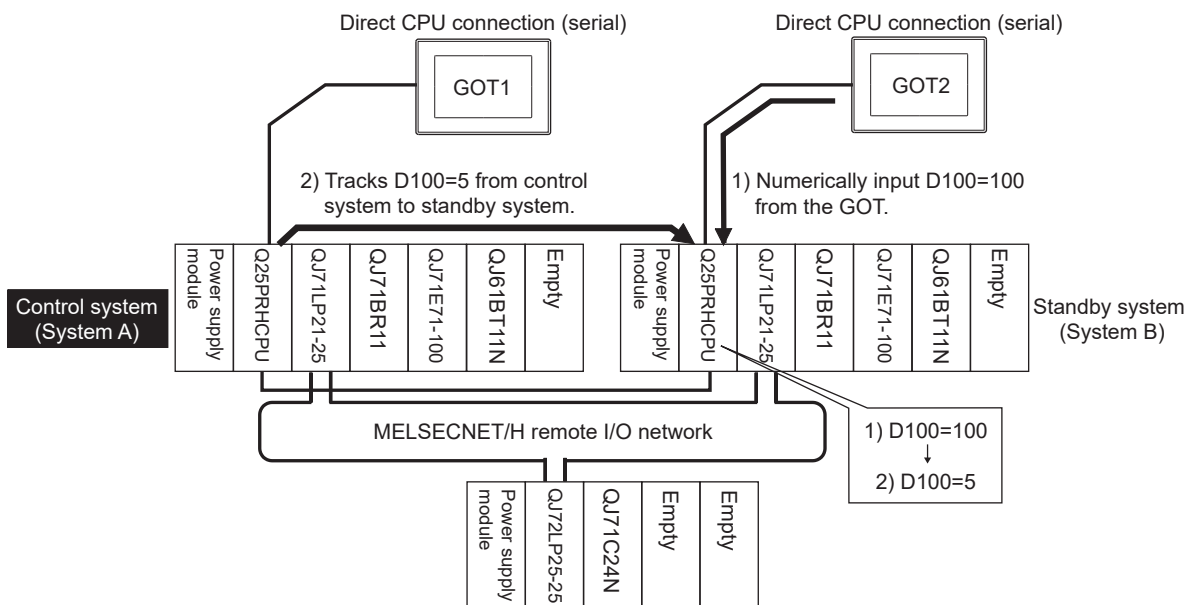 Direct CPU connection (serial)
Direct CPU connection (serial)
GOT1
GOT2
2) Tracks D100=5 from control
system to standby system.
1) Numerically input D100=100
from the GOT.
Control system
(System A)
Power supply
module
Q25PRHCPU
QJ71LP21-25
QJ71BR11
QJ71E71-100
QJ61BT11N
Empty
Power supply
module
Q25PRHCPU
QJ71LP21-25
QJ71BR11
QJ71E71-100
QJ61BT11N
Empty
Standby system
(System B)
MELSECNET/H remote I/O network
1) D100=100
↓
2) D100=5
Power supply
module
QJ72LP25-25
QJ71C24N
Empty
Empty